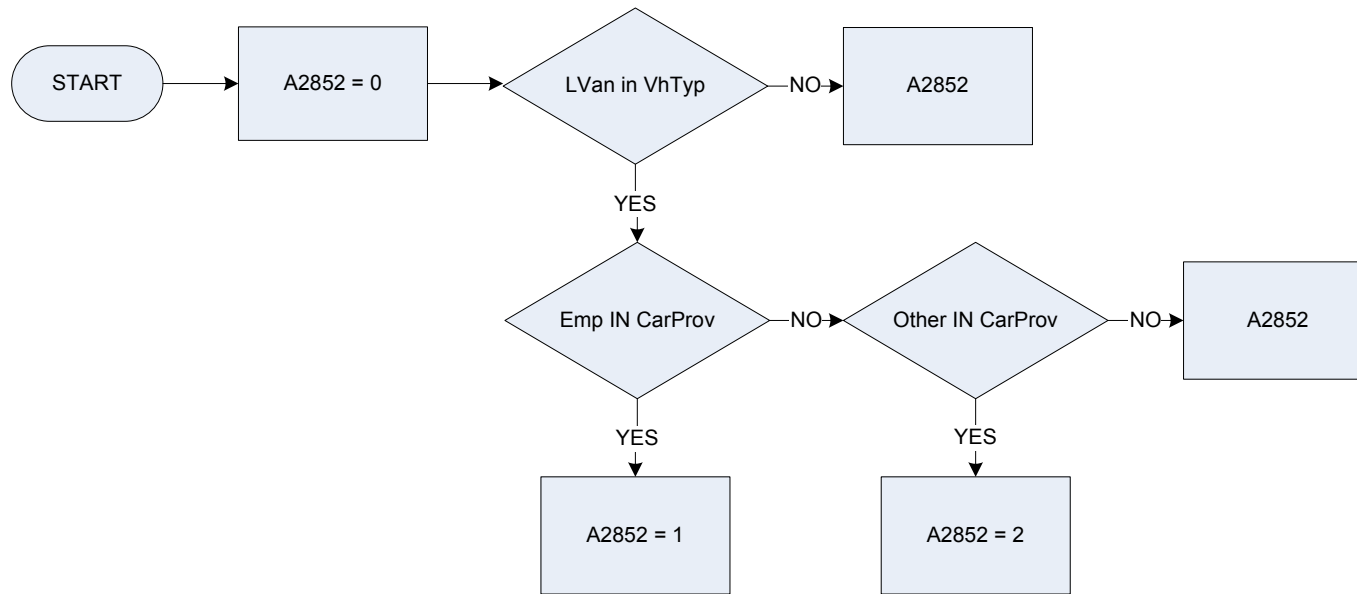 START
A2852 = 0
LVan in VhTyp
NO
A2852
YES
Emp IN CarProv
NO
Other IN CarProv
NO
A2852
YES
YES
A2852 = 1
A2852 = 2